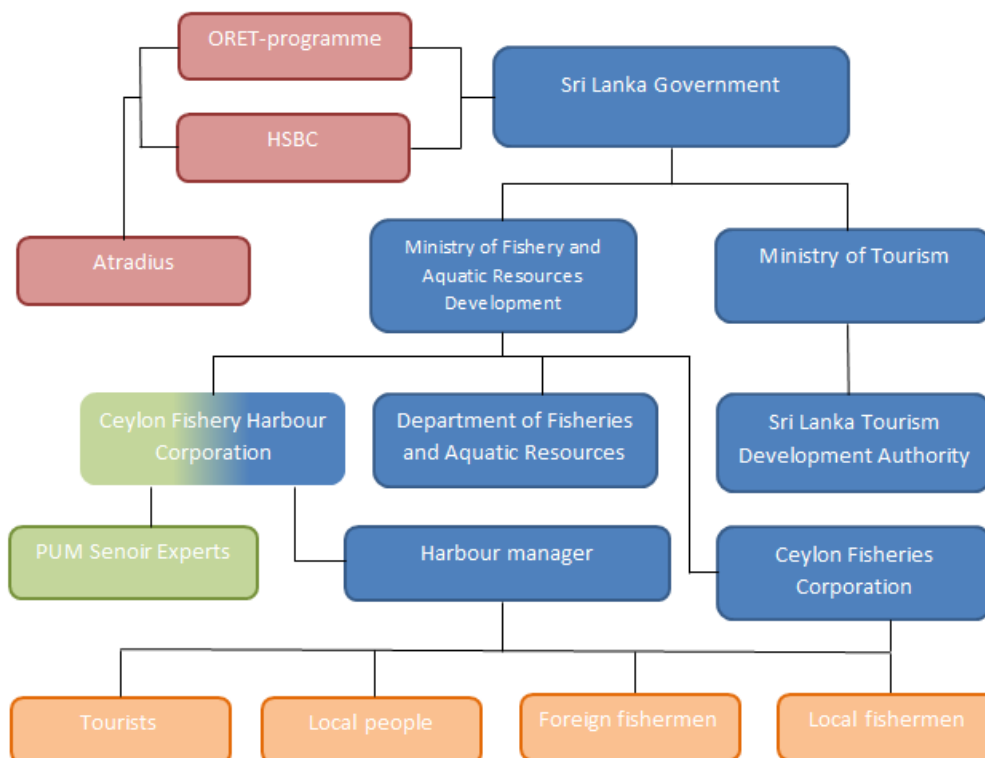 ORET-programme
Sri Lanka Government
HSBC
Atradius
Ministry of Fishery and
Aquatic Resources
Development
Ministry of Tourism
Ceylon Fishery Harbour
Corporation
Department of Fisheries
and Aquatic Resources
Sri Lanka Tourism
Development Authority
PUM Senoir Experts
Harbour manager
Ceylon Fisheries
Corporation
Tourists
Local people
Foreign fishermen
Local fishermen